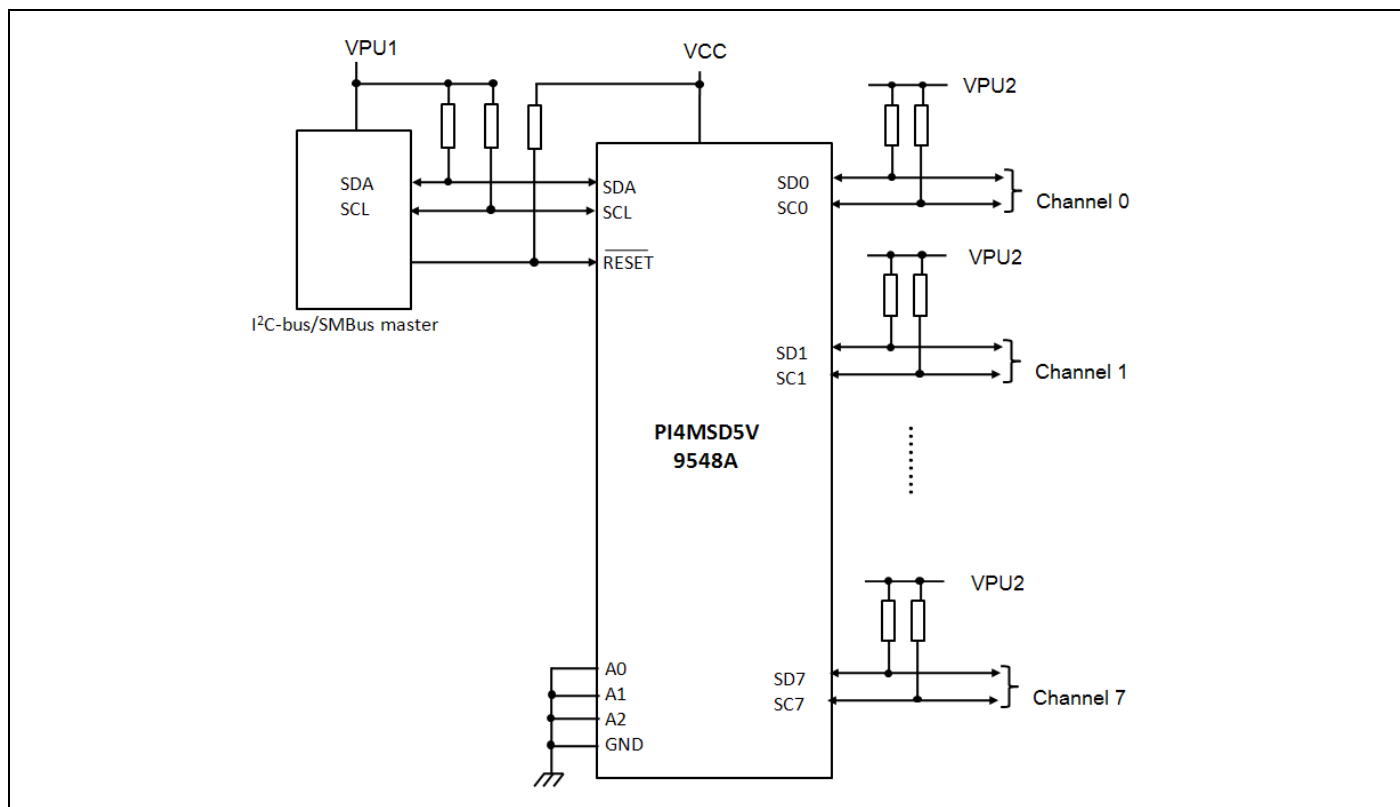 VPU1
VCC
VPU2
SDA
SCL
I²C-bus/SMBus master
SDA
SCL
RESET
SD0
SC0
Channel 0
VPU2
SD1
SC1
Channel 1
PI4MSD5V
9548A
VPU2
A0
A1
A2
GND
SD7
SC7
Channel 7